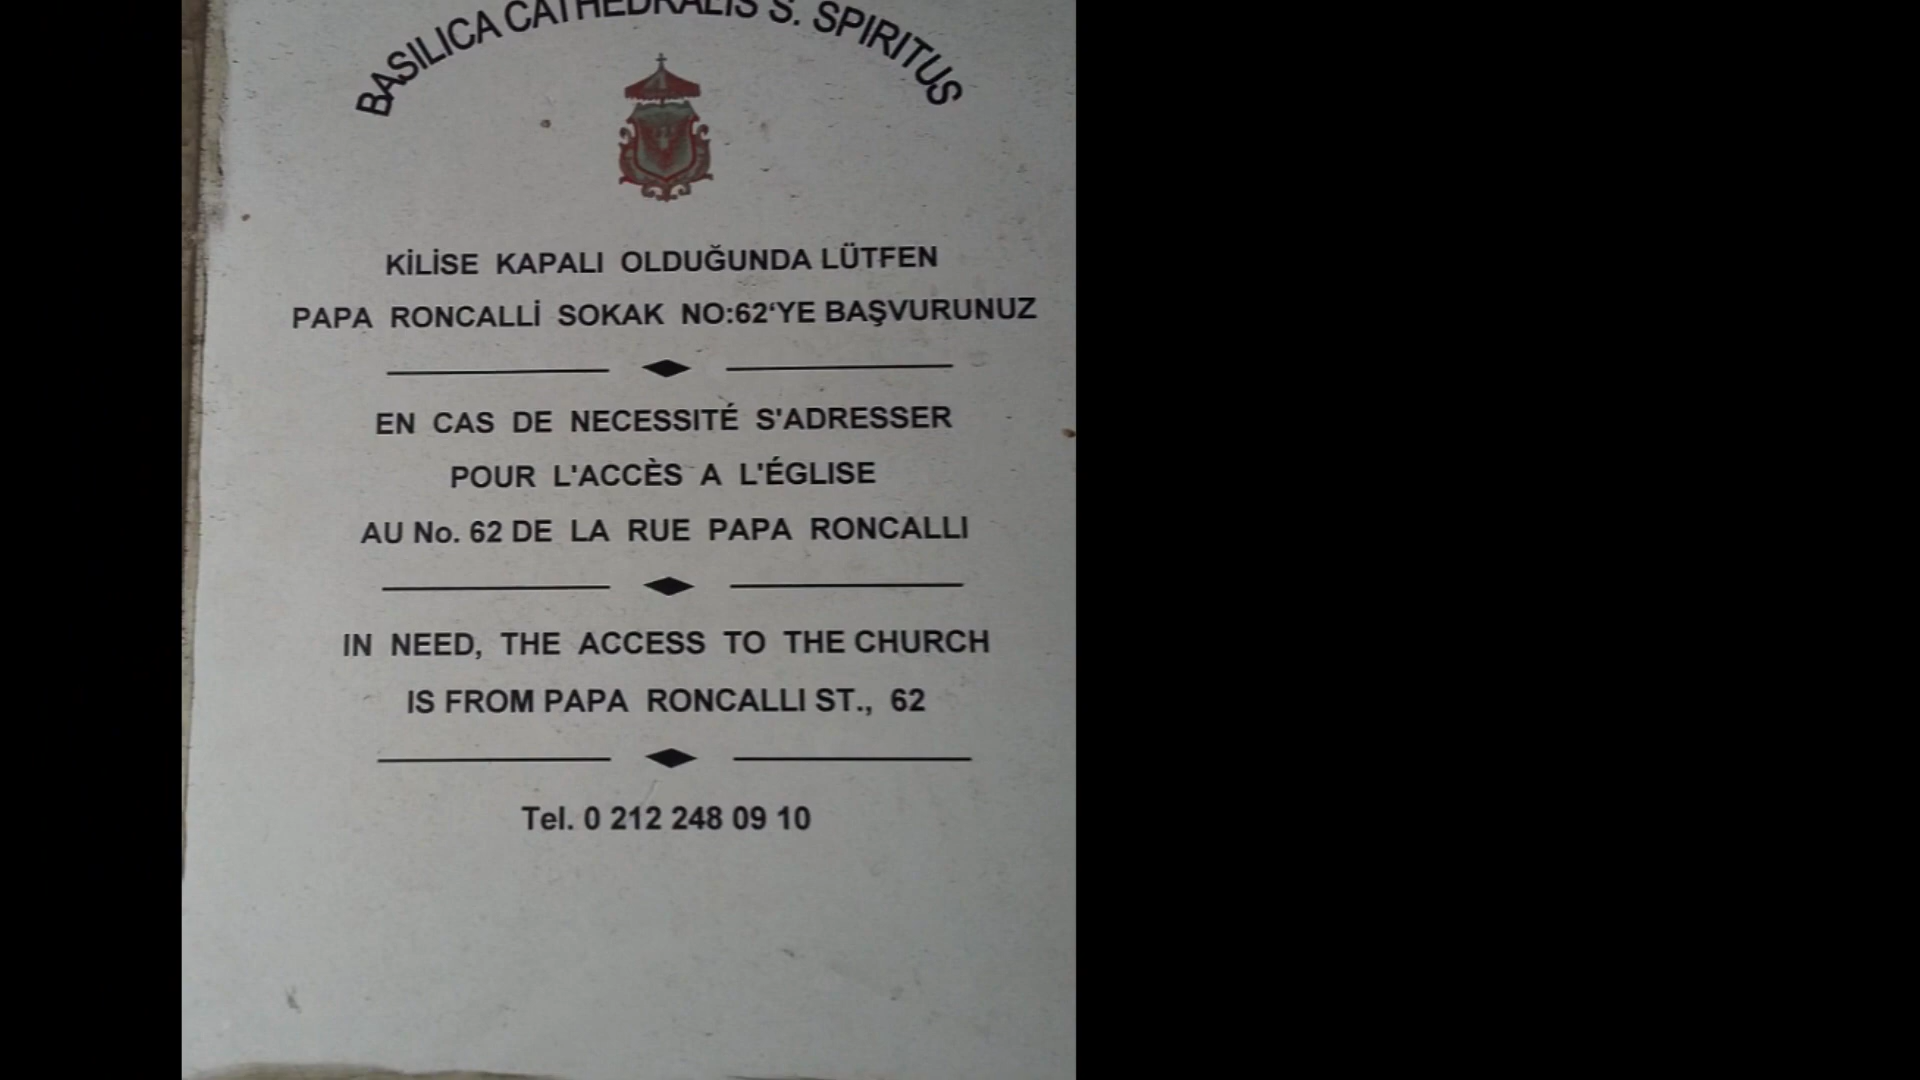 BASILICA CATHEDRALIS S. SPIRITUS
KİLİSE KAPALI OLDUĞUNDA LÜTFEN
PAPA RONCALLİ SOKAK NO:62‘YE BAŞVURUNUZ
EN CAS DE NECESSITÉ S'ADRESSER
POUR L'ACCÈS A L'ÉGLISE
AU No. 62 DE LA RUE PAPA RONCALLI
IN NEED, THE ACCESS TO THE CHURCH
IS FROM PAPA RONCALLI ST., 62
Tel. 0 212 248 09 10